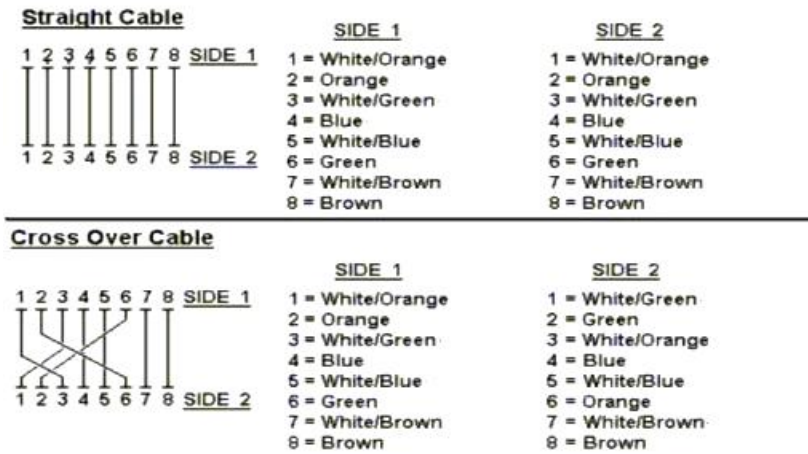 Straight Cable
1 2 3 4 5 6 7 8 SIDE 1
1 2 3 4 5 6 7 8 SIDE 2
SIDE 1
1 = White/Orange
2 = Orange
3 = White/Green
4 = Blue
5 = White/Blue
6 = Green
7 = White/Brown
8 = Brown
SIDE 2
1 = White/Orange
2 = Orange
3 = White/Green
4 = Blue
5 = White/Blue
6 = Green
7 = White/Brown
8 = Brown
Cross Over Cable
1 2 3 4 5 6 7 8 SIDE 1
1 2 3 4 5 6 7 8 SIDE 2
SIDE 1
1 = White/Orange
2 = Orange
3 = White/Green
4 = Blue
5 = White/Blue
6 = Green
7 = White/Brown
8 = Brown
SIDE 2
1 = White/Green
2 = Green
3 = White/Orange
4 = Blue
5 = White/Blue
6 = Orange
7 = White/Brown
8 = Brown